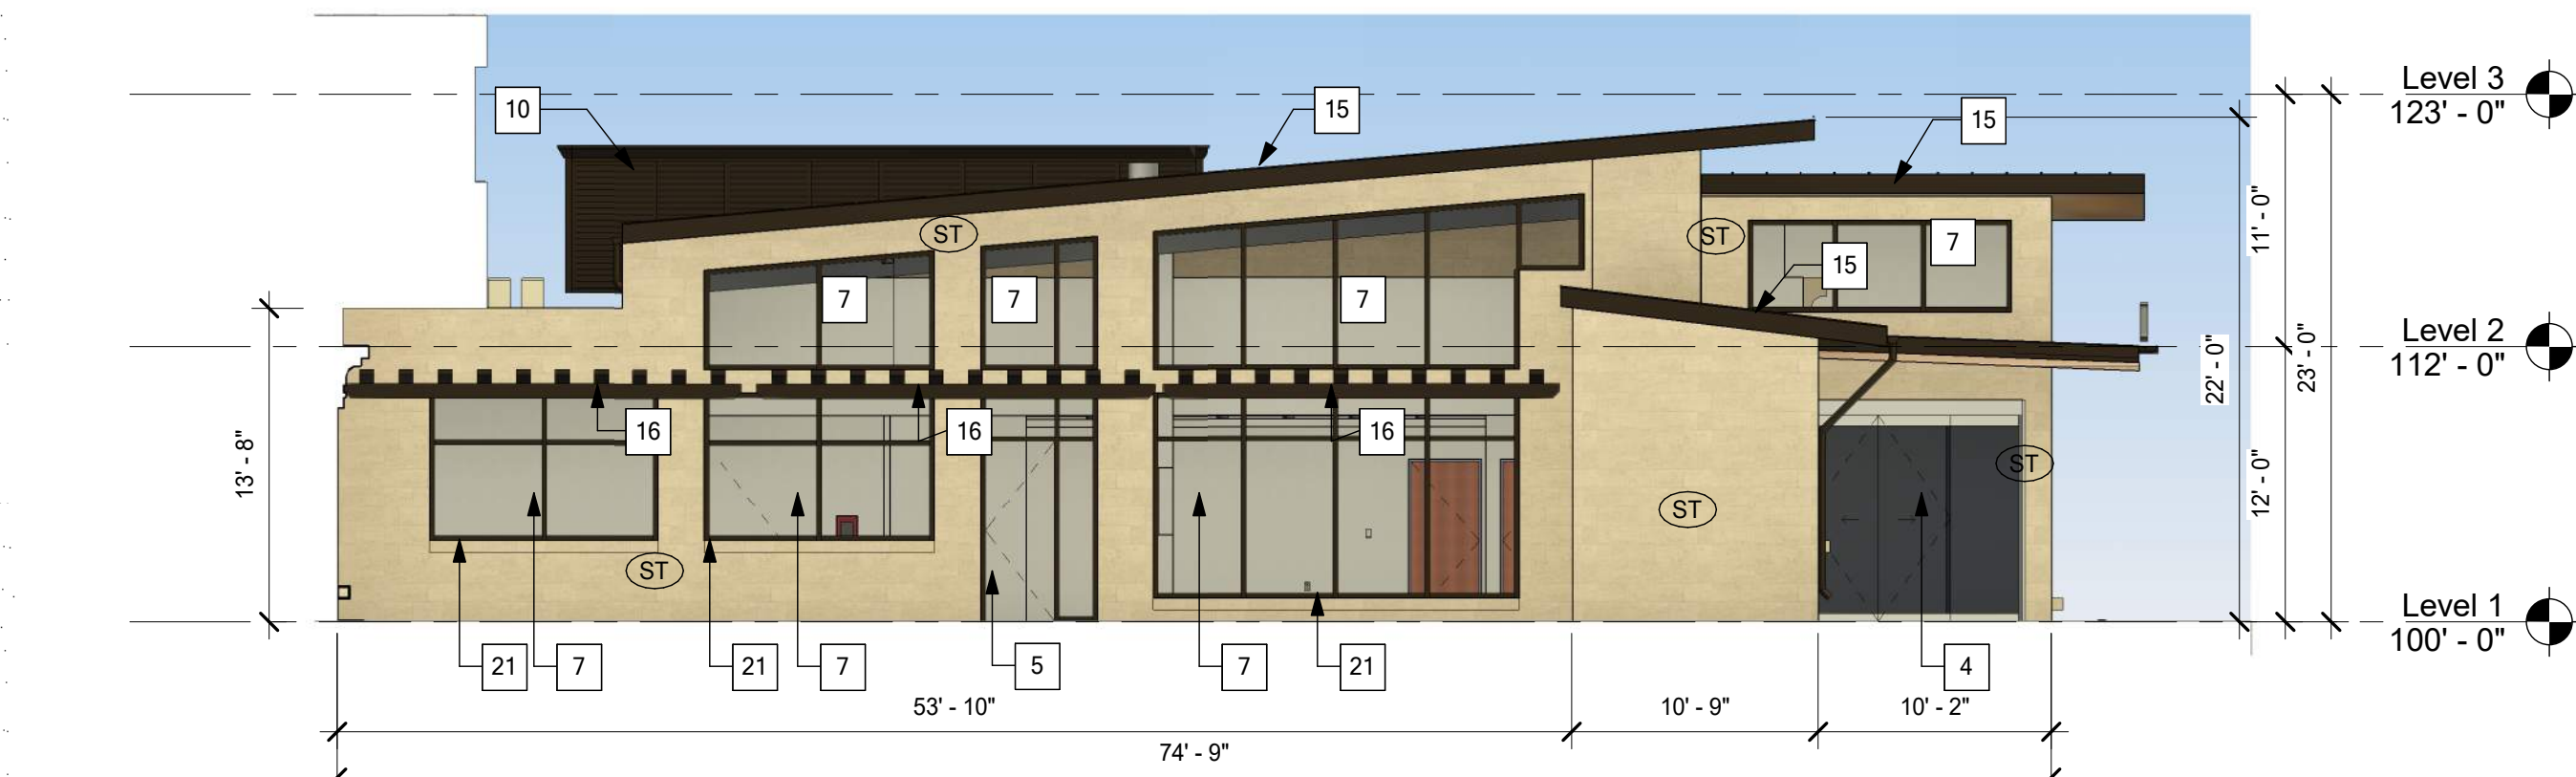 Level 3
123' - 0"
10
15
15
ST
ST
7
11' - 0"
15
7
7
7
Level 2
112' - 0"
22' - 0"
23' - 0"
16
16
16
13' - 8"
ST
12' - 0"
ST
ST
Level 1
100' - 0"
21
7
21
7
5
7
21
4
53' - 10"
10' - 9"
10' - 2"
74' - 9"